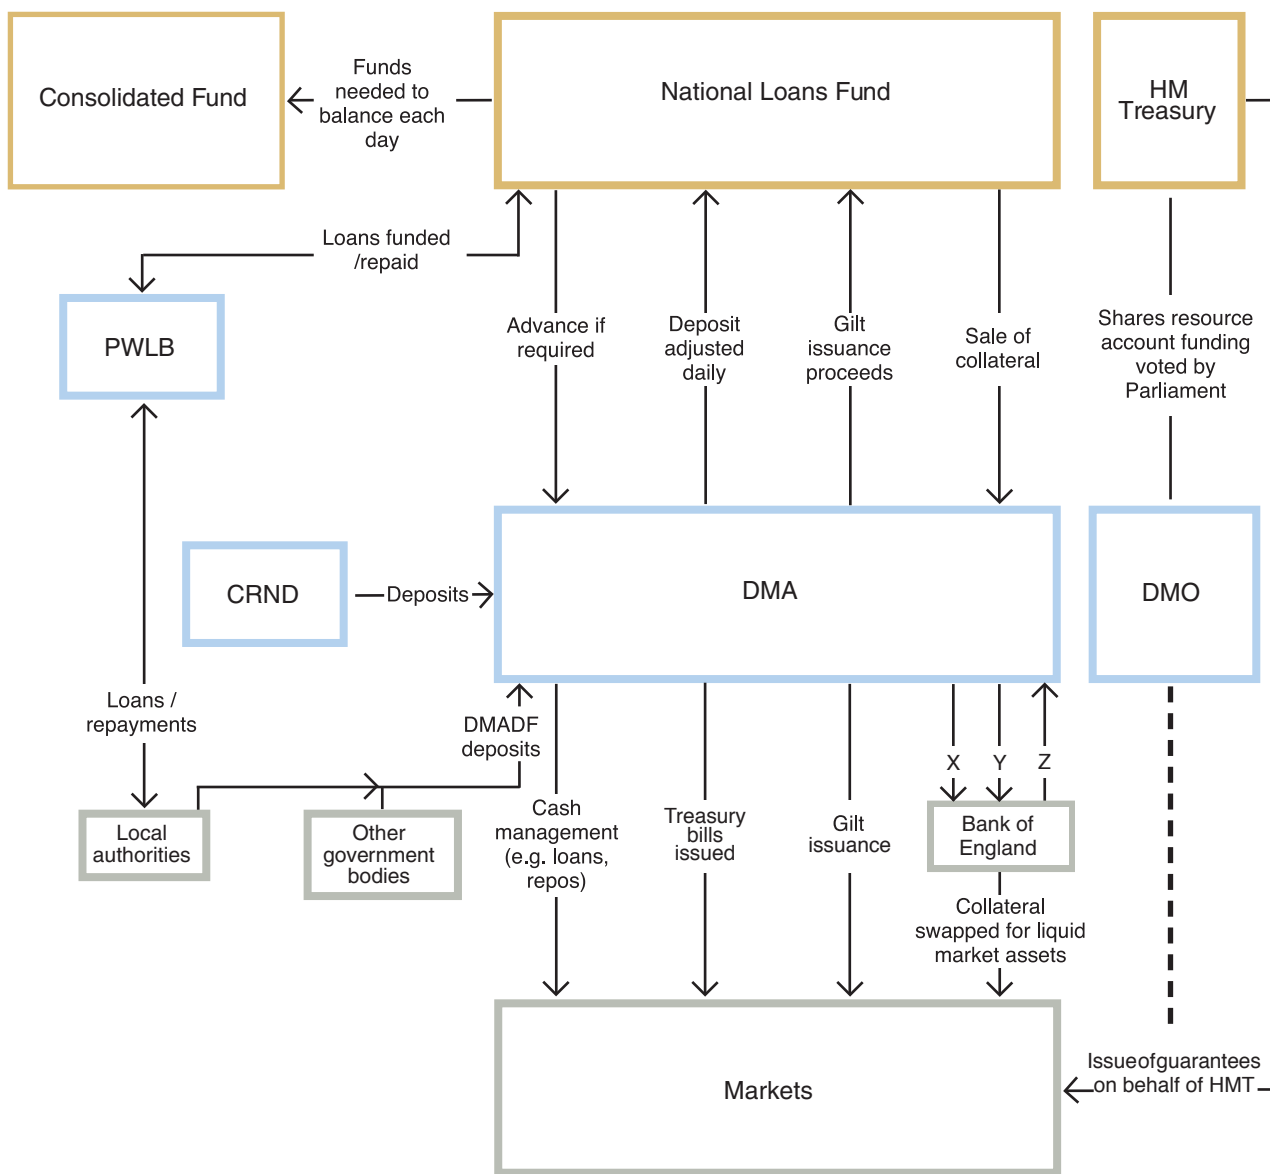 Consolidated Fund
Funds
needed to
balance each
day
National Loans Fund
HM
Treasury
Loans funded
/repaid
PWLB
Advance if
required
Deposit
adjusted
daily
Gilt
issuance
proceeds
Sale of
collateral
Shares resource
account funding
voted by
Parliament
CRND
Deposits
DMA
DMO
Loans /
repayments
DMADF
deposits
X
Y
Z
Local
authorities
Other
government
bodies
Cash
management
(e.g. loans,
repos)
Treasury
bills
issued
Gilt
issuance
Bank of
England
Collateral
swapped for liquid
market assets
Markets
Issueofguarantees
on behalf of HMT